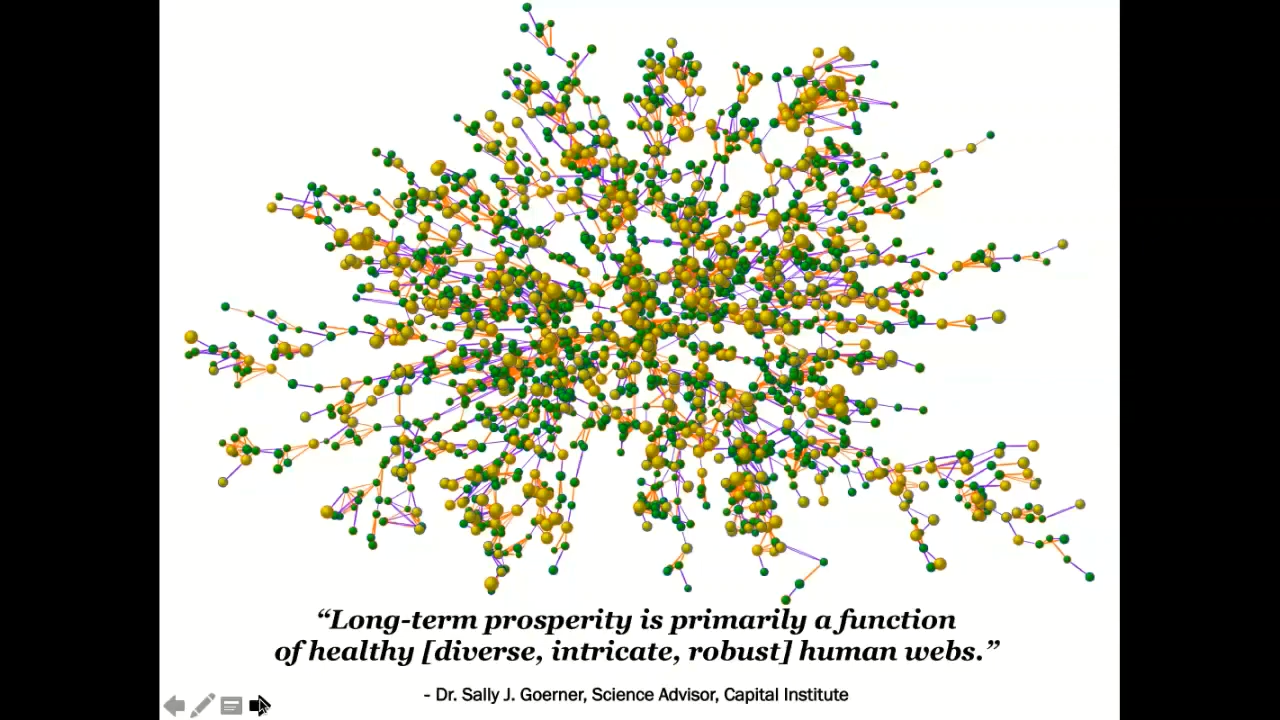 “Long-term prosperity is primarily a function
of healthy [diverse, intricate, robust] human webs.”
- Dr. Sally J. Goerner, Science Advisor, Capital Institute